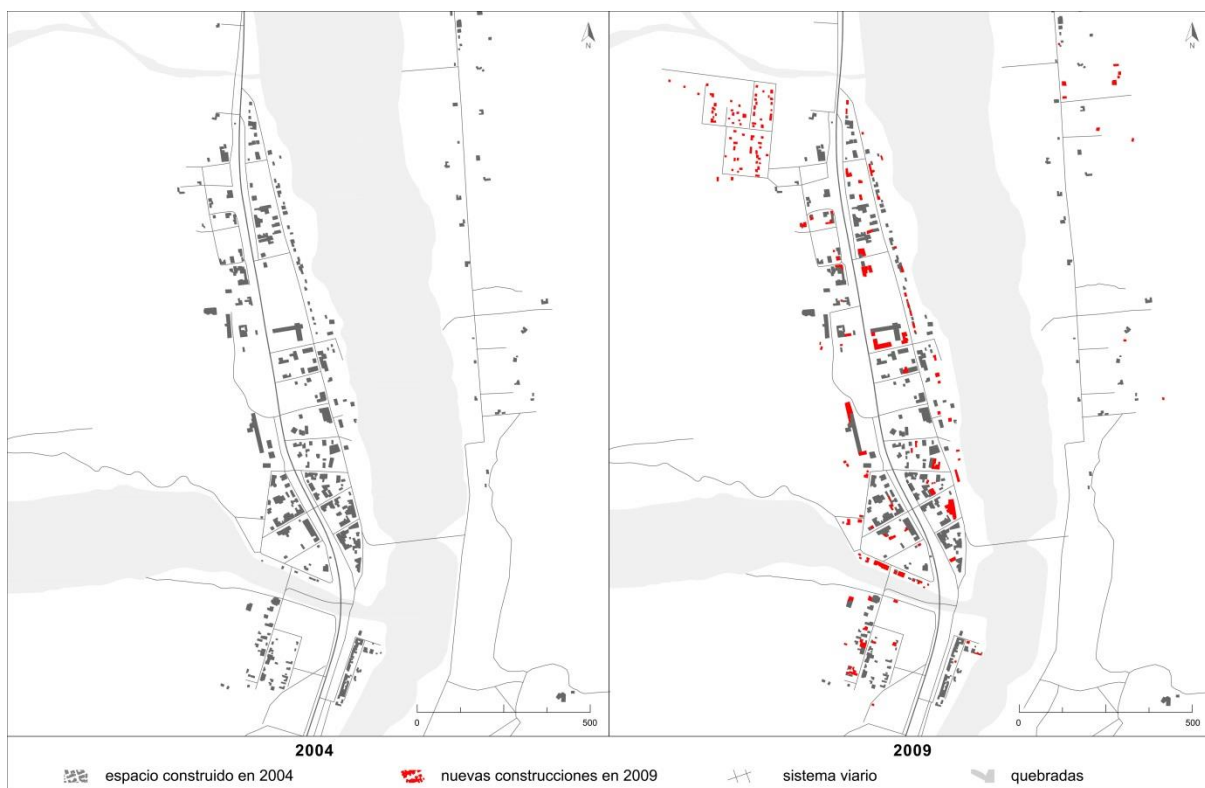 N
N
0 500
0 500
2004
2009
espacio construido en 2004
nuevas construcciones en 2009
sistema viario
quebradas